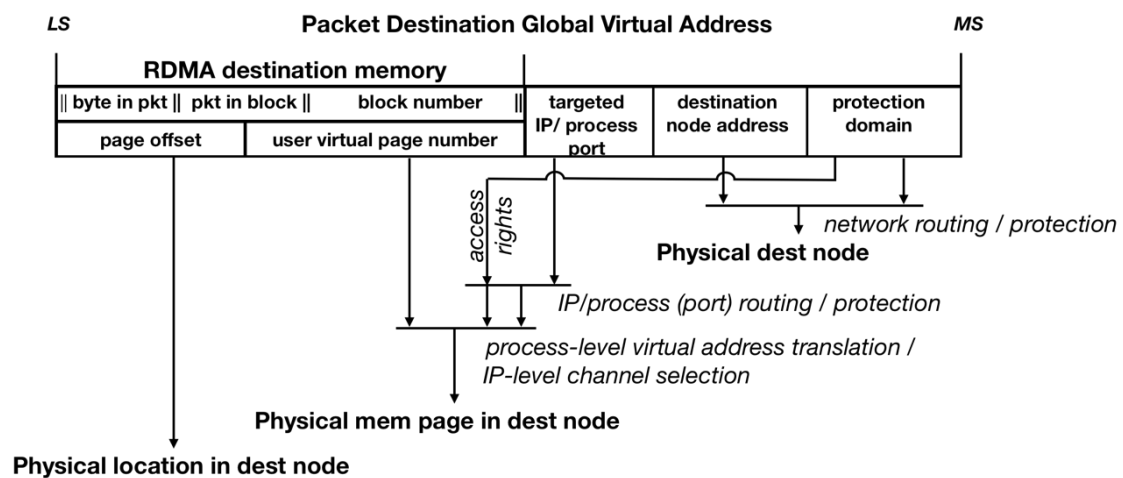 LS Packet Destination Global Virtual Address MS
RDMA destination memory
|| byte in pkt || pkt in block || block number ||
targeted
IP/ process
port
destination
node address
protection
domain
page offset
user virtual page number
access
rights
network routing / protection
Physical dest node
IP/process (port) routing / protection
process-level virtual address translation /
IP-level channel selection
Physical mem page in dest node
Physical location in dest node